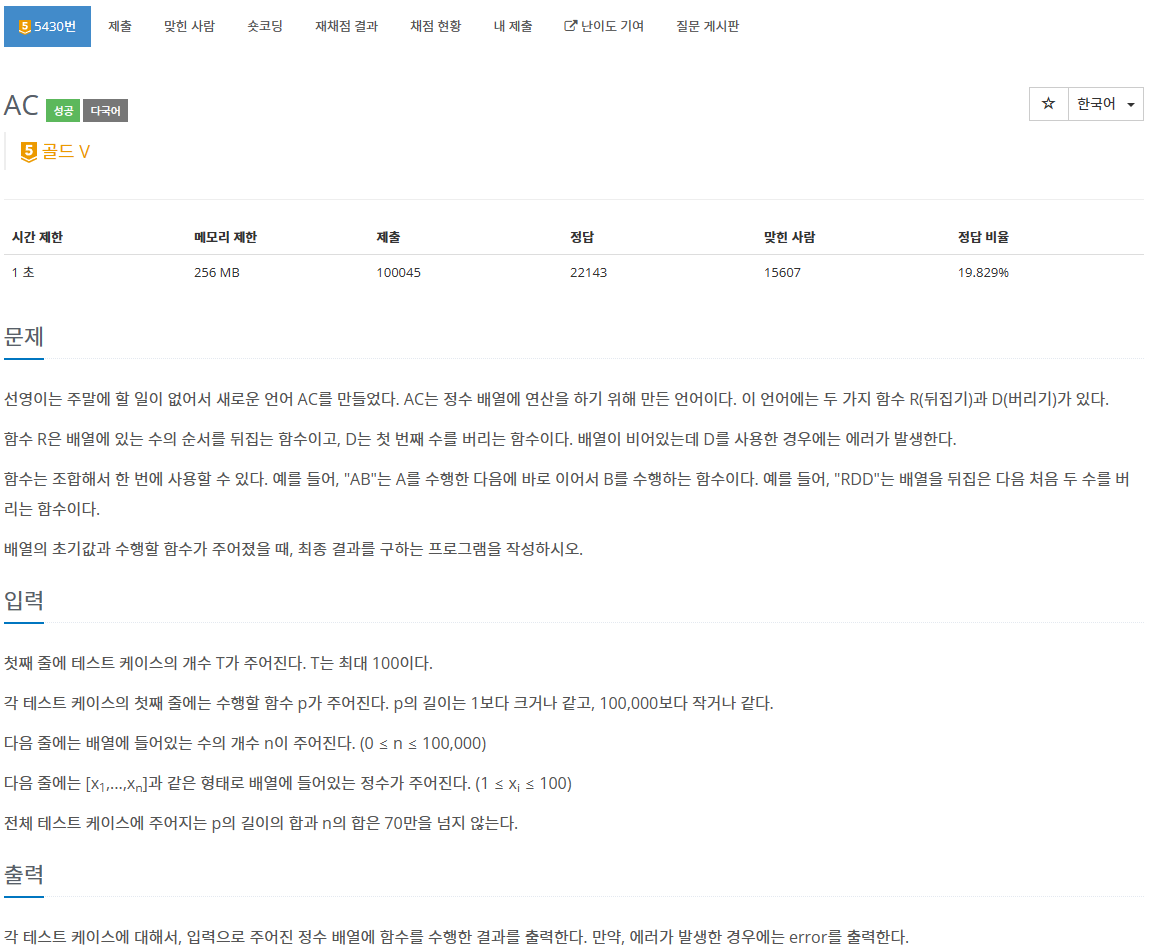 5 5430번 제출 맞힌 사람 숏코딩 재채점 결과 채점 현황 내 제출 난이도 기여 질문 게시판
AC 성공 다국어 ☆ 한국어
5 골드 V
시간 제한 메모리 제한 제출 정답 맞힌 사람 정답 비율
1 초 256 MB 100045 22143 15607 19.829%
문제
선영이는 주말에 할 일이 없어서 새로운 언어 AC를 만들었다. AC는 정수 배열에 연산을 하기 위해 만든 언어이다. 이 언어에는 두 가지 함수 R(뒤집기)과 D(버리기)가 있다.
함수 R은 배열에 있는 수의 순서를 뒤집는 함수이고, D는 첫 번째 수를 버리는 함수이다. 배열이 비어있는데 D를 사용한 경우에는 에러가 발생한다.
함수는 조합해서 한 번에 사용할 수 있다. 예를 들어, "AB"는 A를 수행한 다음에 바로 이어서 B를 수행하는 함수이다. 예를 들어, "RDD"는 배열을 뒤집은 다음 처음 두 수를 버
리는 함수이다.
배열의 초기값과 수행할 함수가 주어졌을 때, 최종 결과를 구하는 프로그램을 작성하시오.
입력
첫째 줄에 테스트 케이스의 개수 T가 주어진다. T는 최대 100이다.
각 테스트 케이스의 첫째 줄에는 수행할 함수 p가 주어진다. p의 길이는 1보다 크거나 같고, 100,000보다 작거나 같다.
다음 줄에는 배열에 들어있는 수의 개수 n이 주어진다. (0 ≤ n ≤ 100,000)
다음 줄에는 [x₁,...,xₙ]과 같은 형태로 배열에 들어있는 정수가 주어진다. (1 ≤ xᵢ ≤ 100)
전체 테스트 케이스에 주어지는 p의 길이의 합과 n의 합은 70만을 넘지 않는다.
출력
각 테스트 케이스에 대해서, 입력으로 주어진 정수 배열에 함수를 수행한 결과를 출력한다. 만약, 에러가 발생한 경우에는 error를 출력한다.